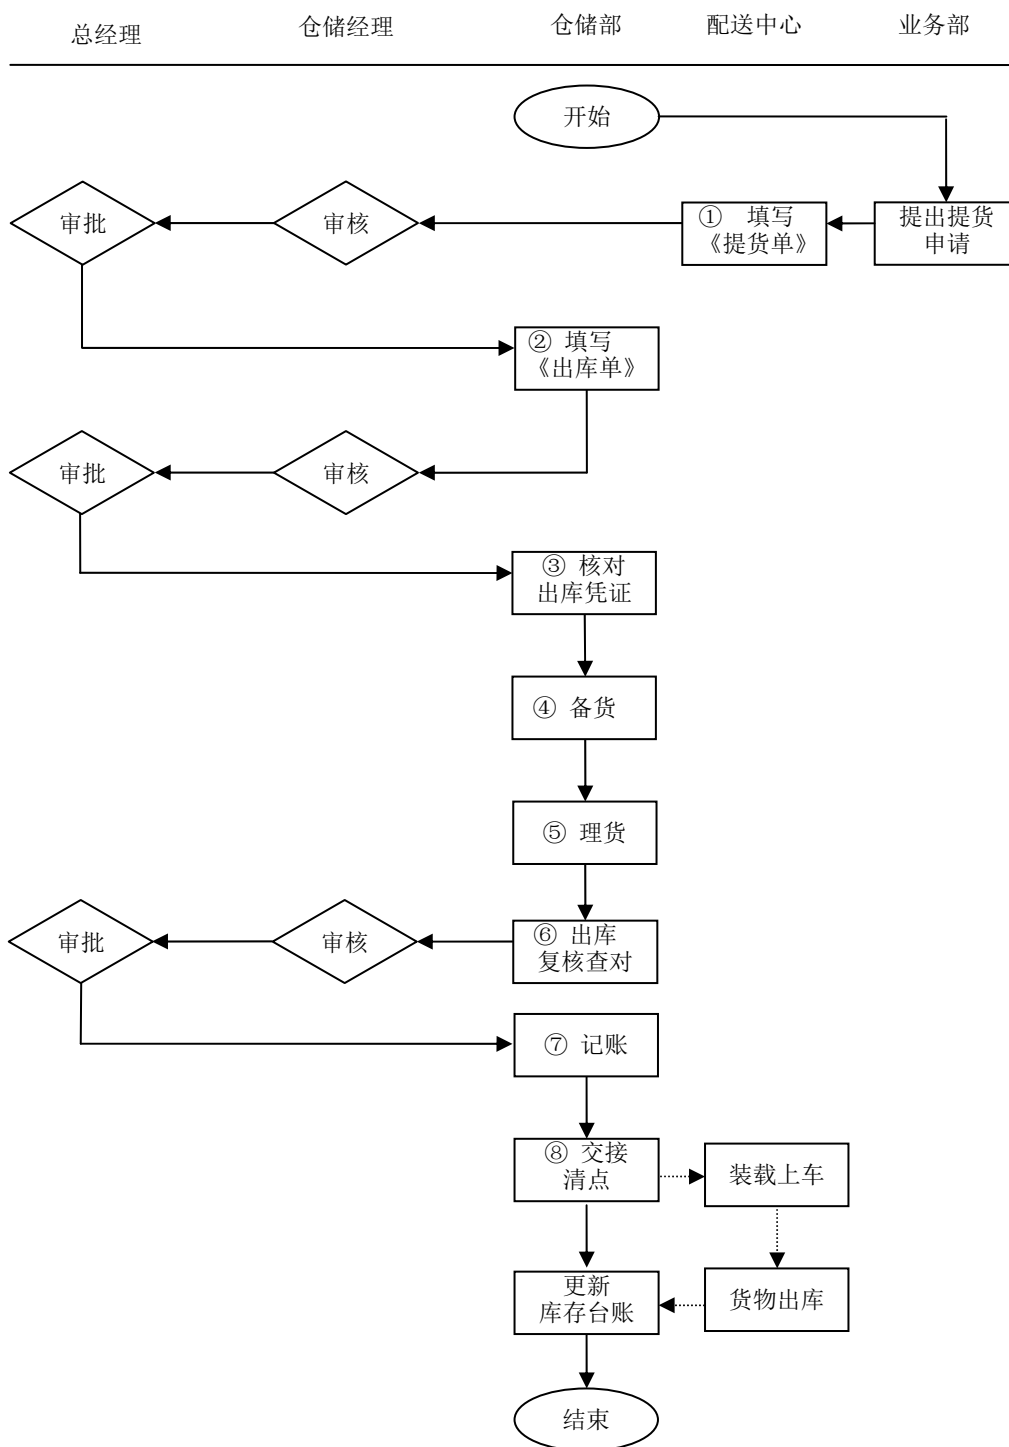 总经理
仓储经理
仓储部
配送中心
业务部
开始
审批
审核
① 填写
《提货单》
提出提货
申请
② 填写
《出库单》
审批
审核
③ 核对
出库凭证
④ 备货
⑤ 理货
审批
审核
⑥ 出库
复核查对
⑦ 记账
⑧ 交接
清点
装载上车
更新
库存台账
货物出库
结束